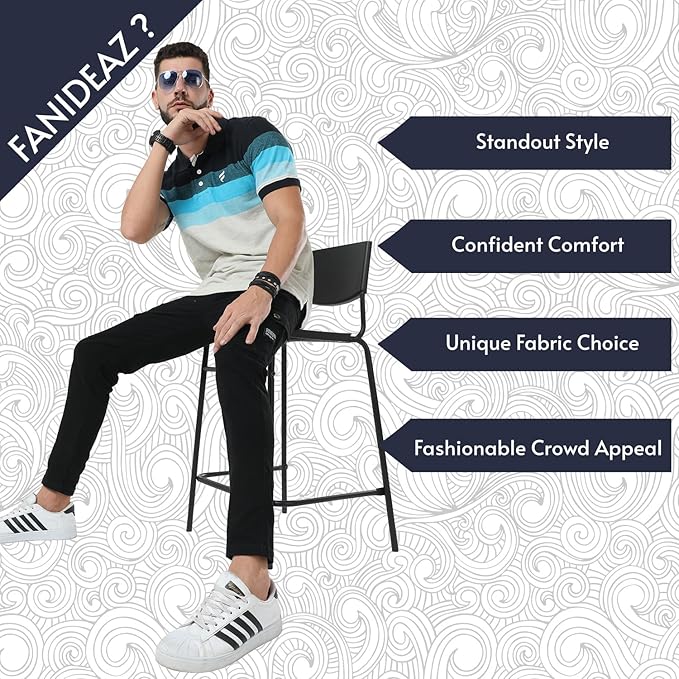 FANIDEAZ ?
Standout Style
Confident Comfort
Unique Fabric Choice
Fashionable Crowd Appeal